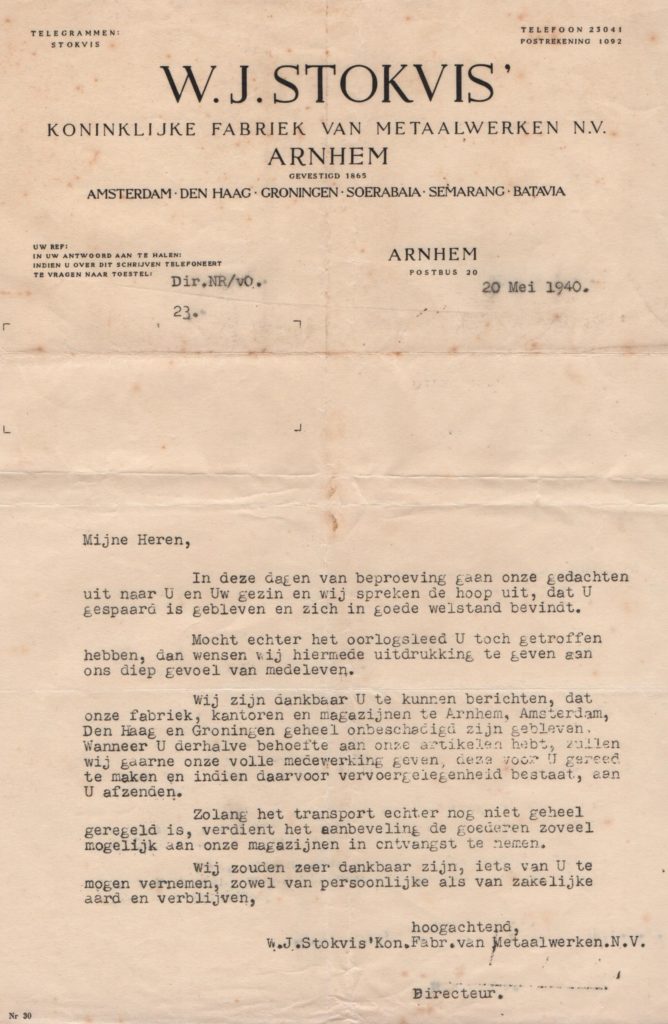 TELEGRAMMEN:
STOKVIS
TELEFOON 23041
POSTREKENING 1092
W.J.STOKVIS'
KONINKLIJKE FABRIEK VAN METAALWERKEN N.V.
ARNHEM
GEVESTIGD 1865
AMSTERDAM·DEN HAAG·GRONINGEN·SOERABAIA·SEMARANG·BATAVIA
UW REF:
IN UW ANTWOORD AAN TE HALEN:
INDIEN U OVER DIT SCHRIJVEN TELEFONEERT
TE VRAGEN NAAR TOESTEL:
Dir.NR/vO.
23.
ARNHEM
POSTBUS 20
20 Mei 1940.
Mijne Heren,
In deze dagen van beproeving gaan onze gedachten
uit naar U en Uw gezin en wij spreken de hoop uit, dat U
gespaard is gebleven en zich in goede welstand bevindt.
Mocht echter het oorlogsleed U toch getroffen
hebben, dan wensen wij hiermede uitdrukking te geven aan
ons diep gevoel van medeleven.
Wij zijn dankbaar U te kunnen berichten, dat
onze fabriek, kantoren en magazijnen te Arnhem, Amsterdam,
Den Haag en Groningen geheel onbeschadigd zijn gebleven.
Wanneer U derhalve behoefte aan onze artikelen hebt, zullen
wij gaarne onze volle medewerking geven, deze voor U gereed
te maken en indien daarvoor vervoergelegenheid bestaat, aan
U afzenden.
Zolang het transport echter nog niet geheel
geregeld is, verdient het aanbeveling de goederen zoveel
mogelijk aan onze magazijnen in ontvangst te nemen.
Wij zouden zeer dankbaar zijn, iets van U te
mogen vernemen, zowel van persoonlijke als van zakelijke
aard en verblijven,
hoogachtend,
W.J.Stokvis'Kon.Fabr.van Metaalwerken.N.V.
Directeur.
Nr 30